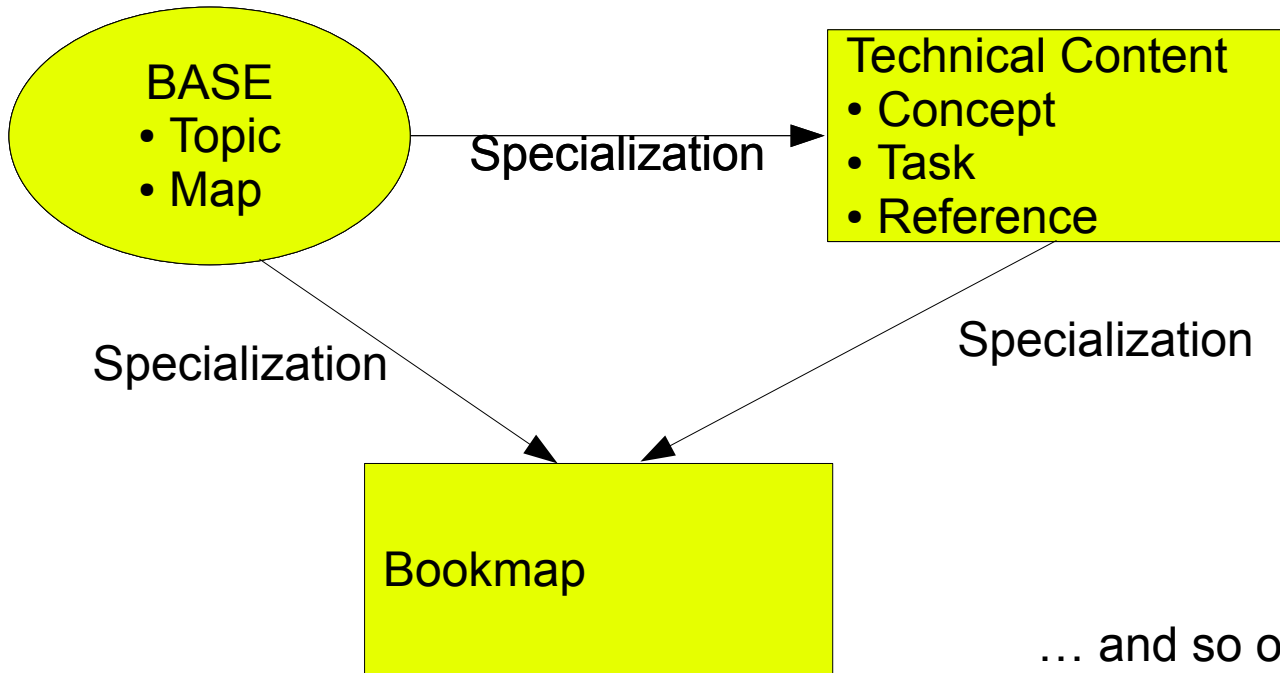 BASE
• Topic
• Map
Specialization
Technical Content
• Concept
• Task
• Reference
Specialization
Specialization
Bookmap
… and so o